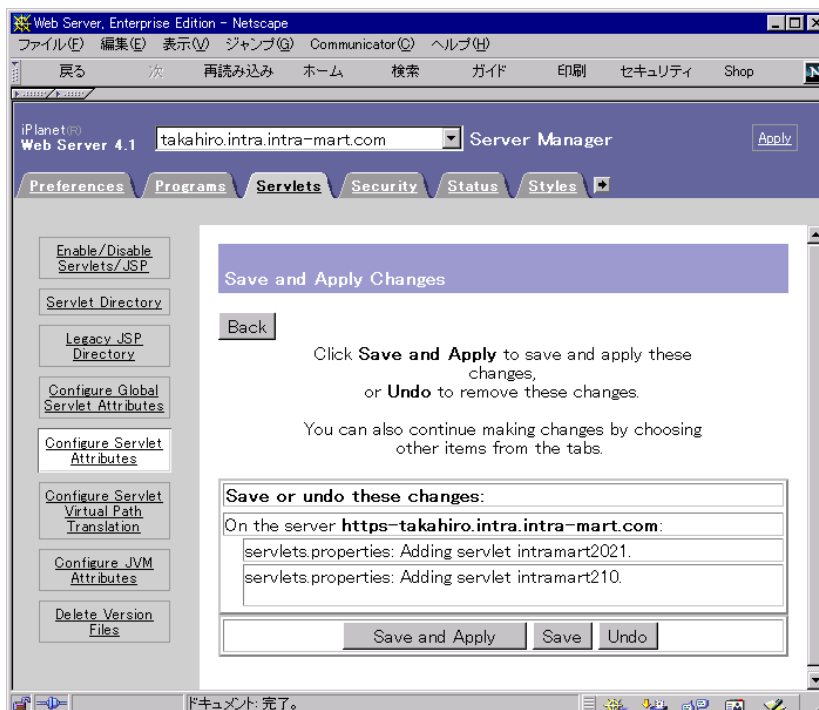 Web Server, Enterprise Edition - Netscape
ファイル(F) 編集(E) 表示(V) ジャンプ(G) Communicator(C) ヘルプ(H)
戻る 次 再読み込み ホーム 検索 ガイド 印刷 セキュリティ Shop
iPlanet(R)
Web Server 4.1 takahiro.intra.intra-mart.com Server Manager Apply
Preferences Programs Servlets Security Status Styles
Enable/Disable
Servlets/JSP
Servlet Directory
Legacy JSP
Directory
Configure Global
Servlet Attributes
Configure Servlet
Attributes
Configure Servlet
Virtual Path
Translation
Configure JVM
Attributes
Delete Version
Files
Save and Apply Changes
Back
Click Save and Apply to save and apply these
changes,
or Undo to remove these changes.
You can also continue making changes by choosing
other items from the tabs.
Save or undo these changes:
On the server https-takahiro.intra.intra-mart.com:
servlets.properties: Adding servlet intramart2021.
servlets.properties: Adding servlet intramart210.
Save and Apply Save Undo
ドキュメント: 完了。